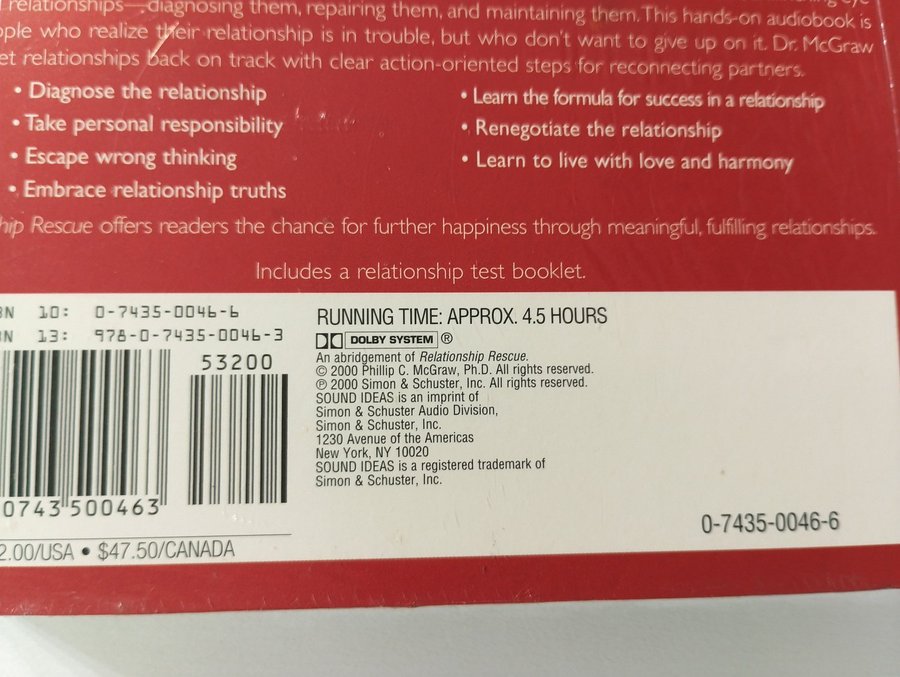 relationships—diagnosing them, repairing them, and maintaining them. This hands-on audiobook is
who realize their relationship is in trouble, but who don't want to give up on it. Dr. McGraw
relationships back on track with clear action-oriented steps for reconnecting partners.
• Diagnose the relationship
• Take personal responsibility
• Escape wrong thinking
• Embrace relationship truths
• Learn the formula for success in a relationship
• Renegotiate the relationship
• Learn to live with love and harmony
hip Rescue offers readers the chance for further happiness through meaningful, fulfilling relationships.
Includes a relationship test booklet.
BN 10: 0-7435-0046-6
BN 13: 978-0-7435-0046-3
53200
0743 500463
2.00/USA • $47.50/CANADA
RUNNING TIME: APPROX. 4.5 HOURS
DOLBY SYSTEM ®
An abridgement of Relationship Rescue.
© 2000 Phillip C. McGraw, Ph.D. All rights reserved.
℗ 2000 Simon & Schuster, Inc. All rights reserved.
SOUND IDEAS is an imprint of
Simon & Schuster Audio Division,
Simon & Schuster, Inc.
1230 Avenue of the Americas
New York, NY 10020
SOUND IDEAS is a registered trademark of
Simon & Schuster, Inc.
0-7435-0046-6